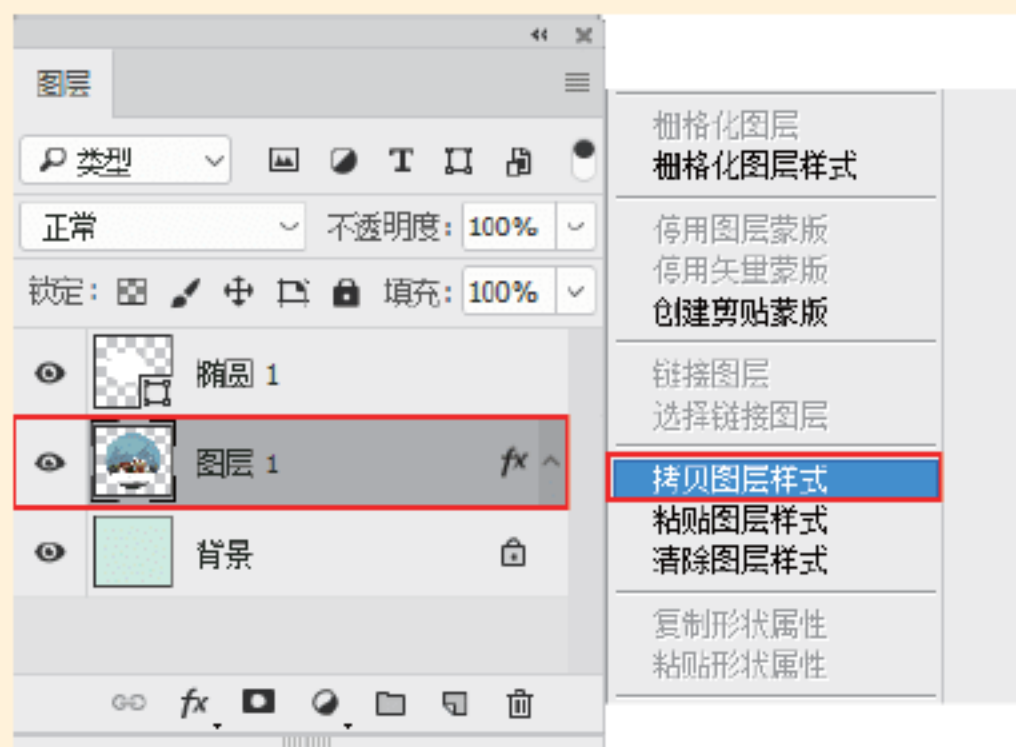 图层
类型
正常 不透明度: 100%
锁定: 填充: 100%
椭圆 1
图层 1 fx
背景
fx
栅格化图层
栅格化图层样式
停用图层蒙版
停用矢量蒙版
创建剪贴蒙版
链接图层
选择链接图层
拷贝图层样式
粘贴图层样式
清除图层样式
复制形状属性
粘贴形状属性